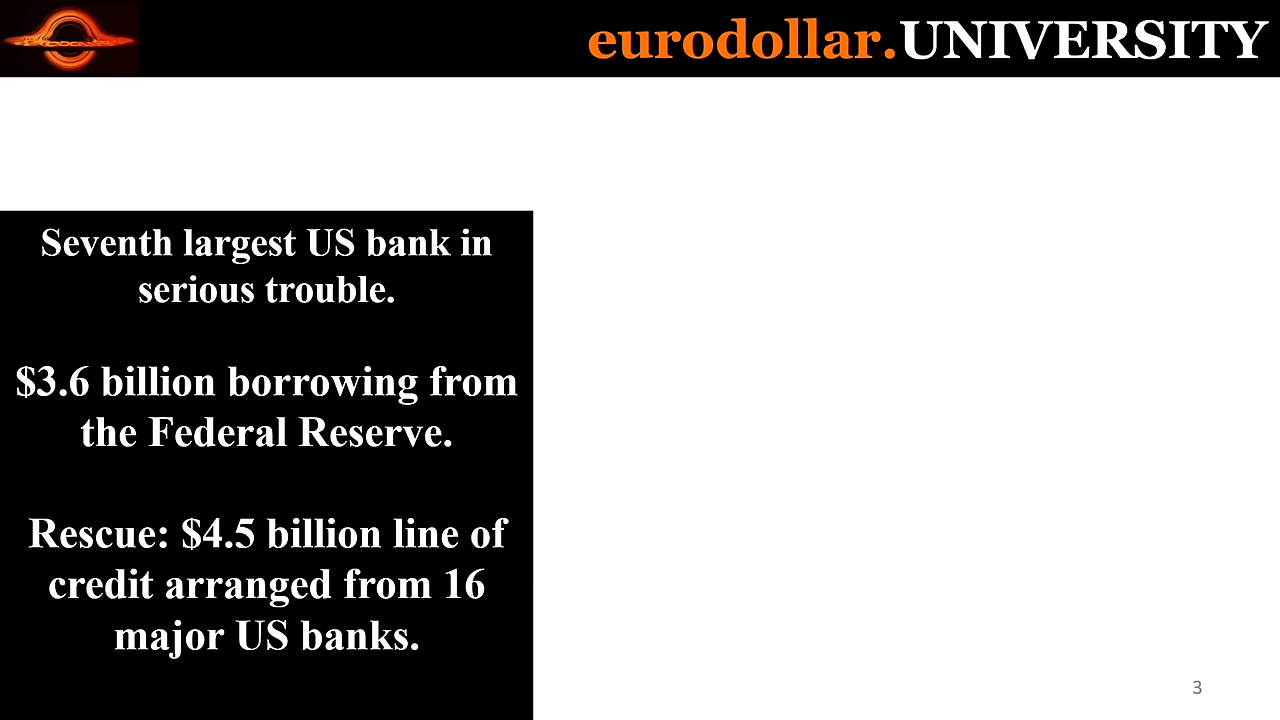 eurodollar.UNIVERSITY
Seventh largest US bank in
serious trouble.
$3.6 billion borrowing from
the Federal Reserve.
Rescue: $4.5 billion line of
credit arranged from 16
major US banks.
3